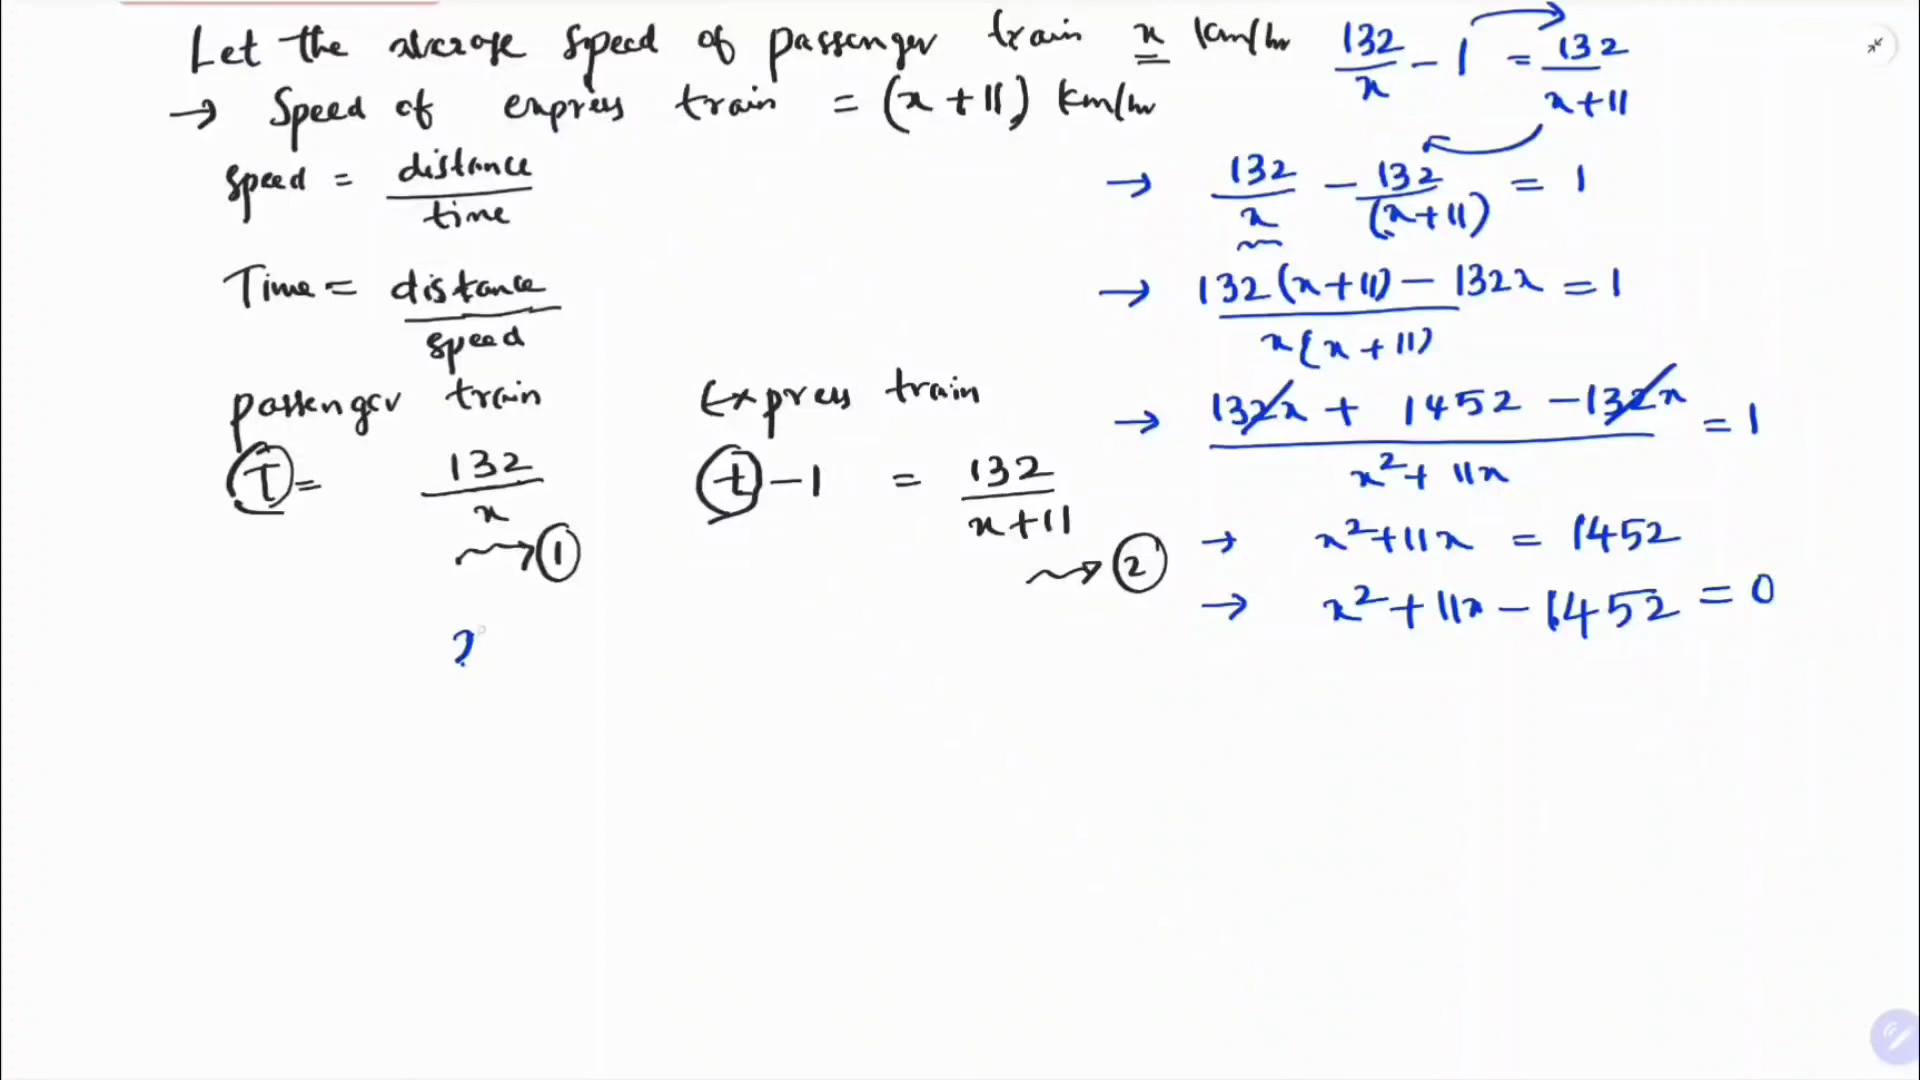 Let the average speed of passenger train x km/hr
→ Speed of express train = (x + 11) km/hr
speed = distance / time
Time = distance / speed
passenger train
T = 132 / x
→ ①
Express train
t - 1 = 132 / x+11
→ ②
132/x - 1 = 132/x+11
→ 132/x - 132/(x+11) = 1
→ 132(x+11) - 132x / x(x+11) = 1
→ 132x + 1452 - 132x / x² + 11x = 1
→ x² + 11x = 1452
→ x² + 11x - 1452 = 0